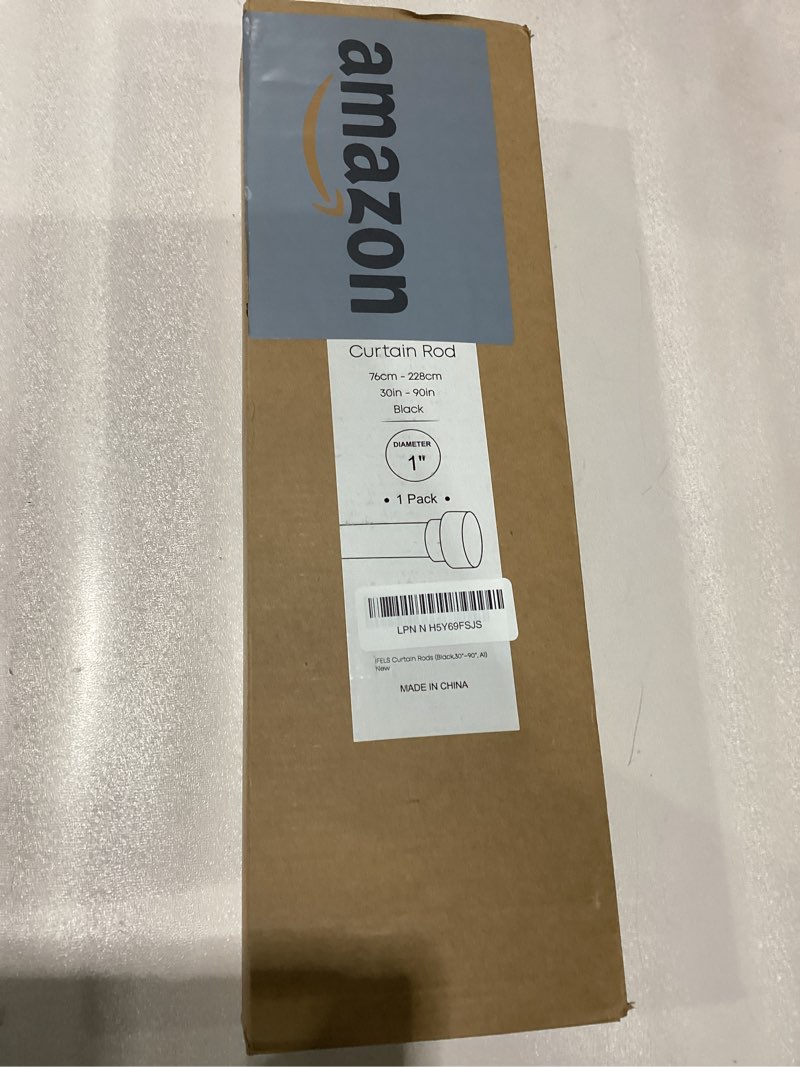 amazon
Curtain Rod
76cm - 228cm
30in - 90in
Black
DIAMETER
1"
• 1 Pack •
LPN N H5Y69FSJS
IFELS Curtain Rods (Black,30"-90", A1)
New
MADE IN CHINA